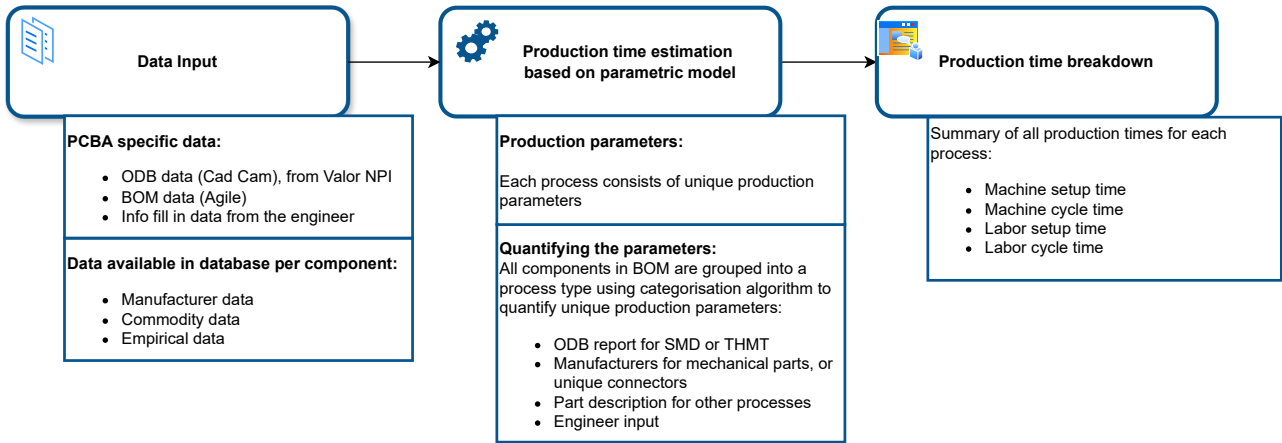 Data Input
PCBA specific data:
• ODB data (Cad Cam), from Valor NPI
• BOM data (Agile)
• Info fill in data from the engineer
Data available in database per component:
• Manufacturer data
• Commodity data
• Empirical data
Production time estimation
based on parametric model
Production parameters:
Each process consists of unique production
parameters
Quantifying the parameters:
All components in BOM are grouped into a
process type using categorisation algorithm to
quantify unique production parameters:
• ODB report for SMD or THMT
• Manufacturers for mechanical parts, or
unique connectors
• Part description for other processes
• Engineer input
Production time breakdown
Summary of all production times for each
process:
• Machine setup time
• Machine cycle time
• Labor setup time
• Labor cycle time